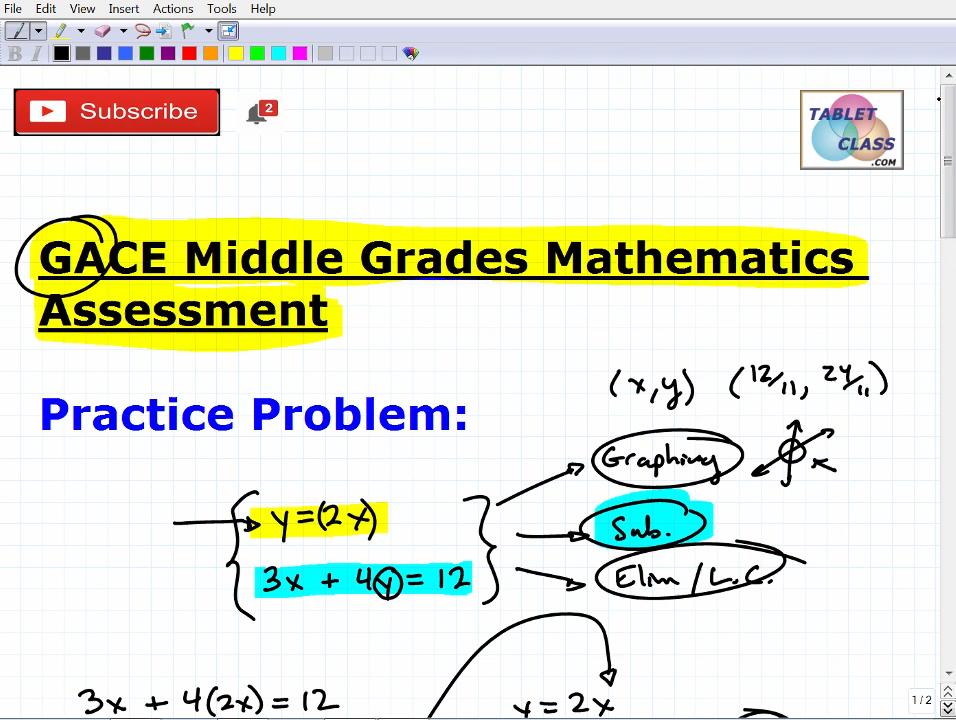 File Edit View Insert Actions Tools Help
B I
Subscribe 2
TABLET
CLASS
.COM
GACE Middle Grades Mathematics
Assessment
(x,y) (12/11, 24/11)
Practice Problem:
Graphing
y=(2x)
Sub.
3x + 4y = 12
Elim / L.C.
3x + 4(2x) = 12
y = 2x
1 / 2